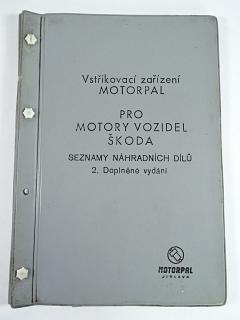 Vstřikovací zařízení
MOTORPAL
PRO
MOTORY VOZIDEL
ŠKODA
SEZNAMY NÁHRADNÍCH DÍLŮ
2. Doplněné vydání
MOTORPAL
JIHLAVA